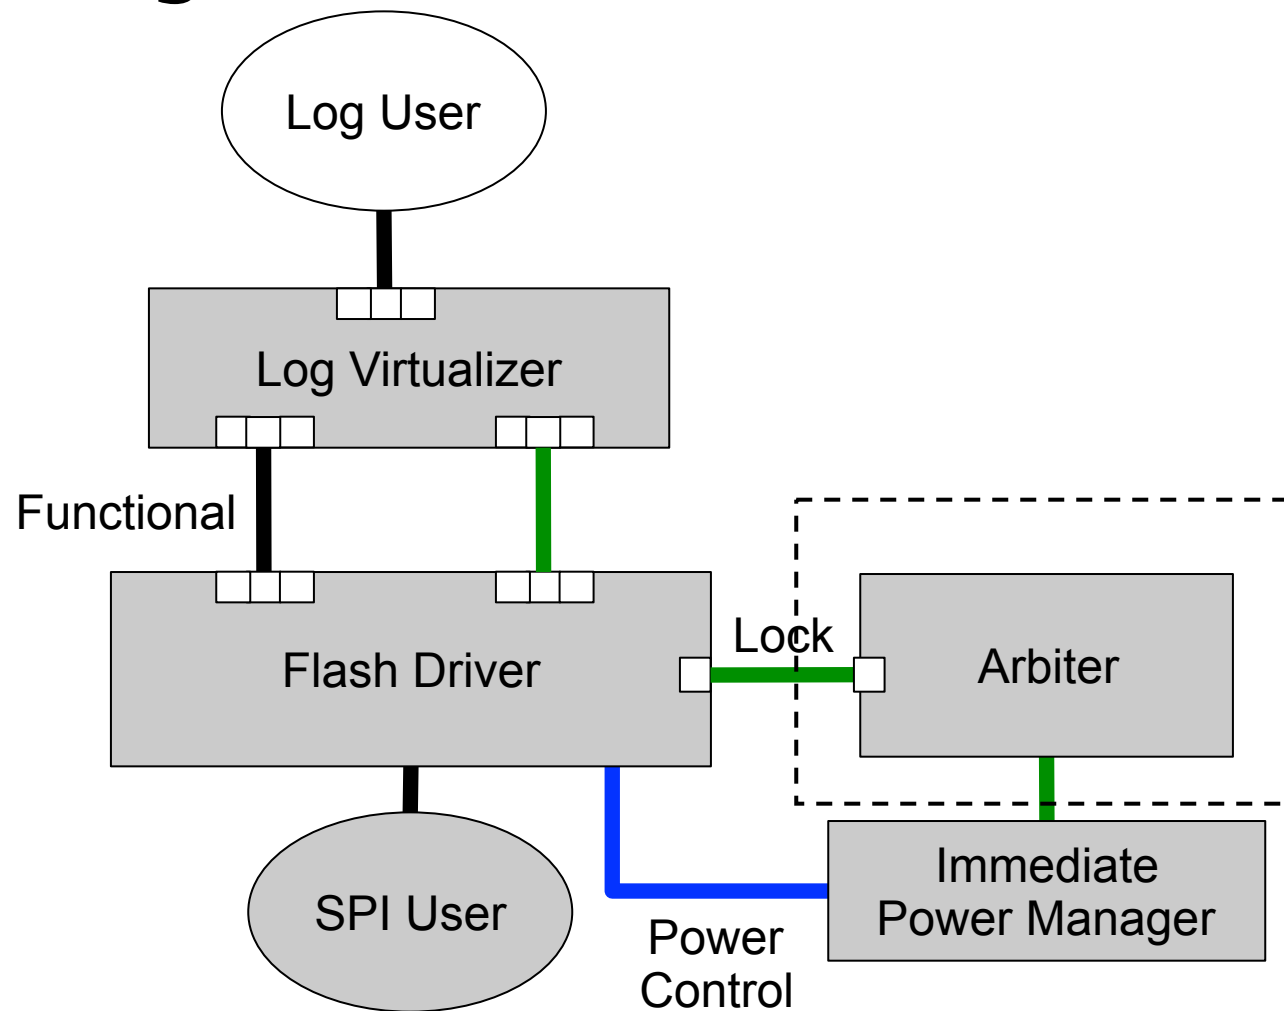 Log User
Log Virtualizer
Functional
Lock
Flash Driver
Arbiter
Immediate
Power Manager
SPI User
Power
Control